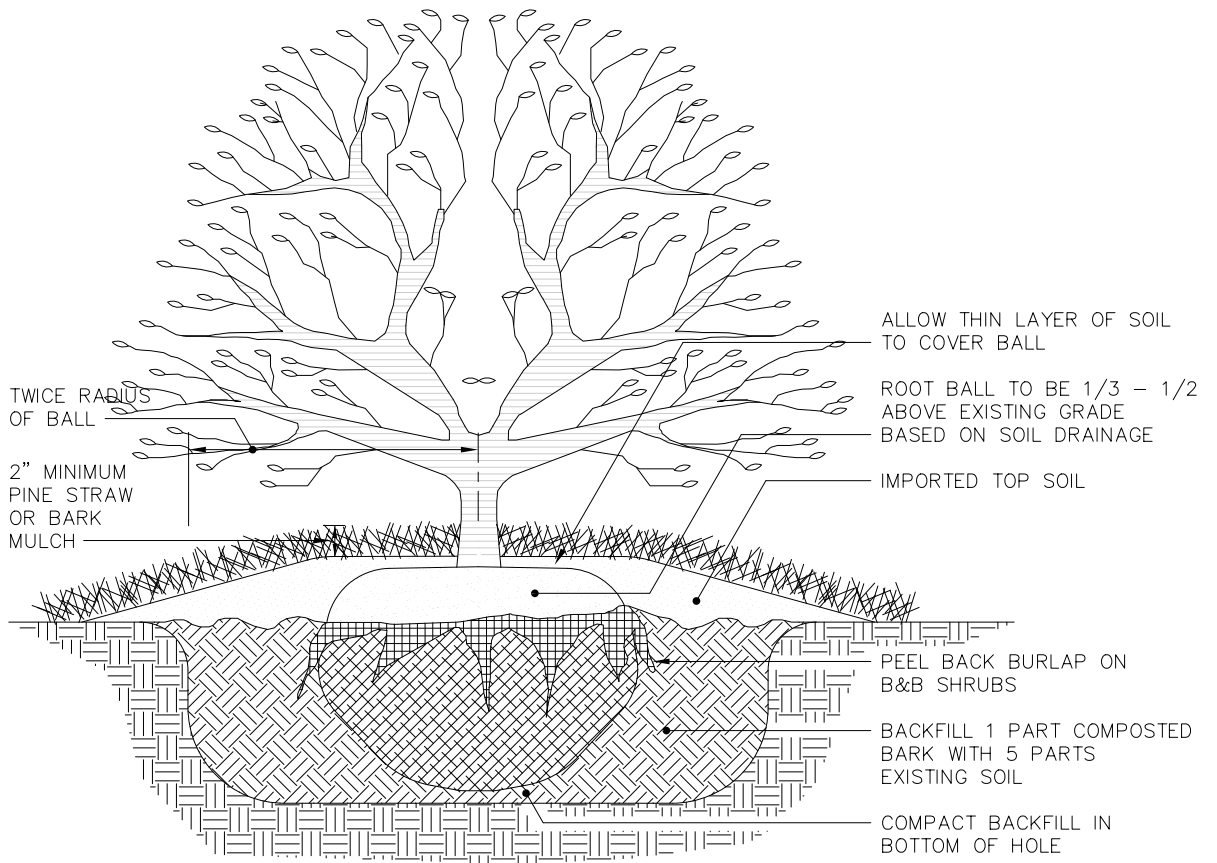 ALLOW THIN LAYER OF SOIL
TO COVER BALL
ROOT BALL TO BE 1/3 – 1/2
ABOVE EXISTING GRADE
BASED ON SOIL DRAINAGE
TWICE RADIUS
OF BALL
2" MINIMUM
PINE STRAW
OR BARK
MULCH
IMPORTED TOP SOIL
PEEL BACK BURLAP ON
B&B SHRUBS
BACKFILL 1 PART COMPOSTED
BARK WITH 5 PARTS
EXISTING SOIL
COMPACT BACKFILL IN
BOTTOM OF HOLE